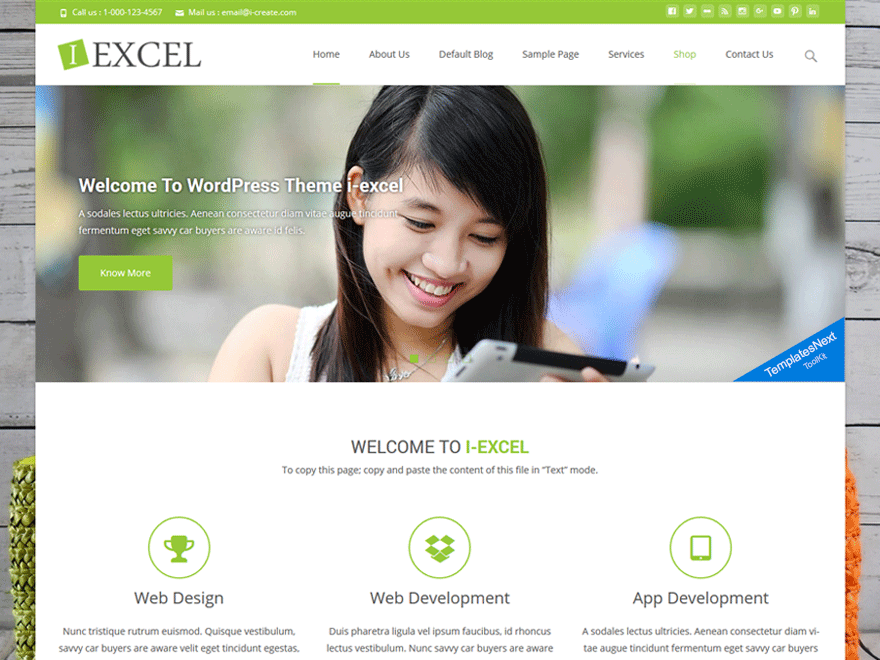 Call us : 1-000-123-4567 Mail us : email@i-create.com
I EXCEL
Home About Us Default Blog Sample Page Services Shop Contact Us
Welcome To WordPress Theme i-excel
A sodales lectus ultricies. Aenean consectetur diam vitae augue tincidunt
fermentum eget savvy car buyers are aware id felis.
Know More
TemplatesNext
ToolKit
WELCOME TO I-EXCEL
To copy this page; copy and paste the content of this file in “Text” mode.
Web Design Web Development App Development
Nunc tristique rutrum euismod. Quisque vestibulum, Duis pharetra ligula vel ipsum faucibus, id rhoncus A sodales lectus ultricies. Aenean consectetur diam vi-
savvy car buyers are aware velit eget tincidunt egestas, lectus vestibulum. Nunc savvy car buyers are aware tae augue tincidunt fermentum eget savvy car buyers